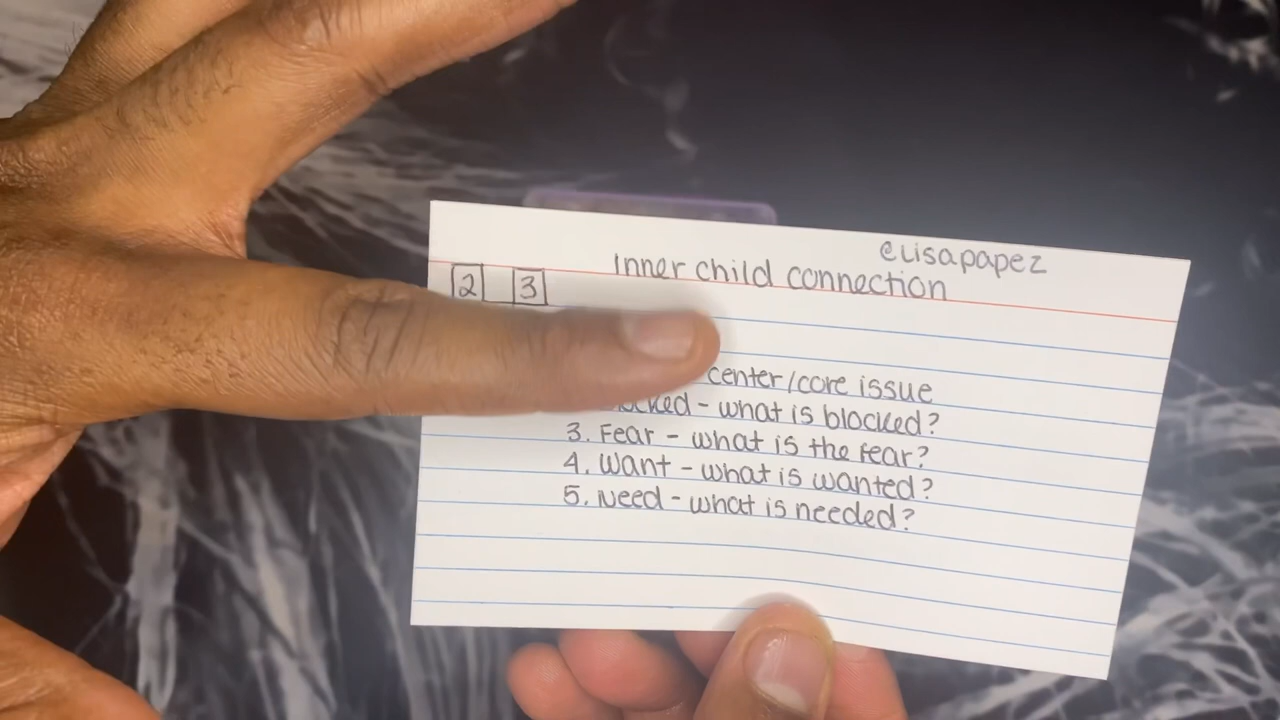 @lisapapez
Inner child connection
2 3
center/core issue
- what is blocked?
3. Fear - what is the fear?
4. Want - what is wanted?
5. Need - what is needed?